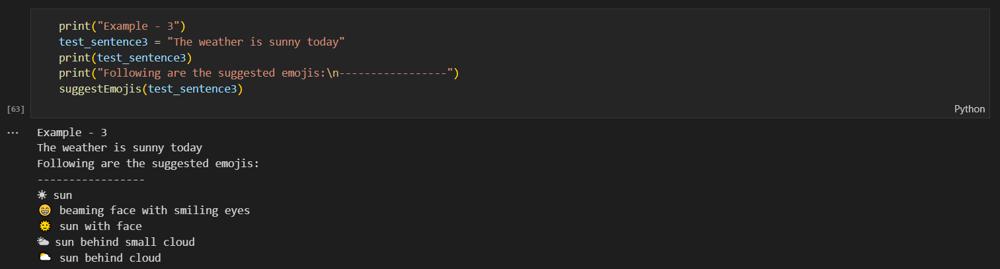 print("Example - 3")
test_sentence3 = "The weather is sunny today"
print(test_sentence3)
print("Following are the suggested emojis:\n-----------------")
suggestEmojis(test_sentence3)
[63]
Python
...
Example - 3
The weather is sunny today
Following are the suggested emojis:
-----------------
☀ sun
😁 beaming face with smiling eyes
🌞 sun with face
🌤 sun behind small cloud
⛅ sun behind cloud